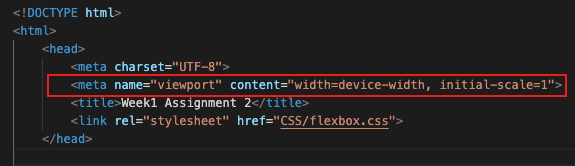 <!DOCTYPE html>
<html>
<head>
<meta charset="UTF-8">
<meta name="viewport" content="width=device-width, initial-scale=1">
<title>Week1 Assignment 2</title>
<link rel="stylesheet" href="CSS/flexbox.css">
</head>